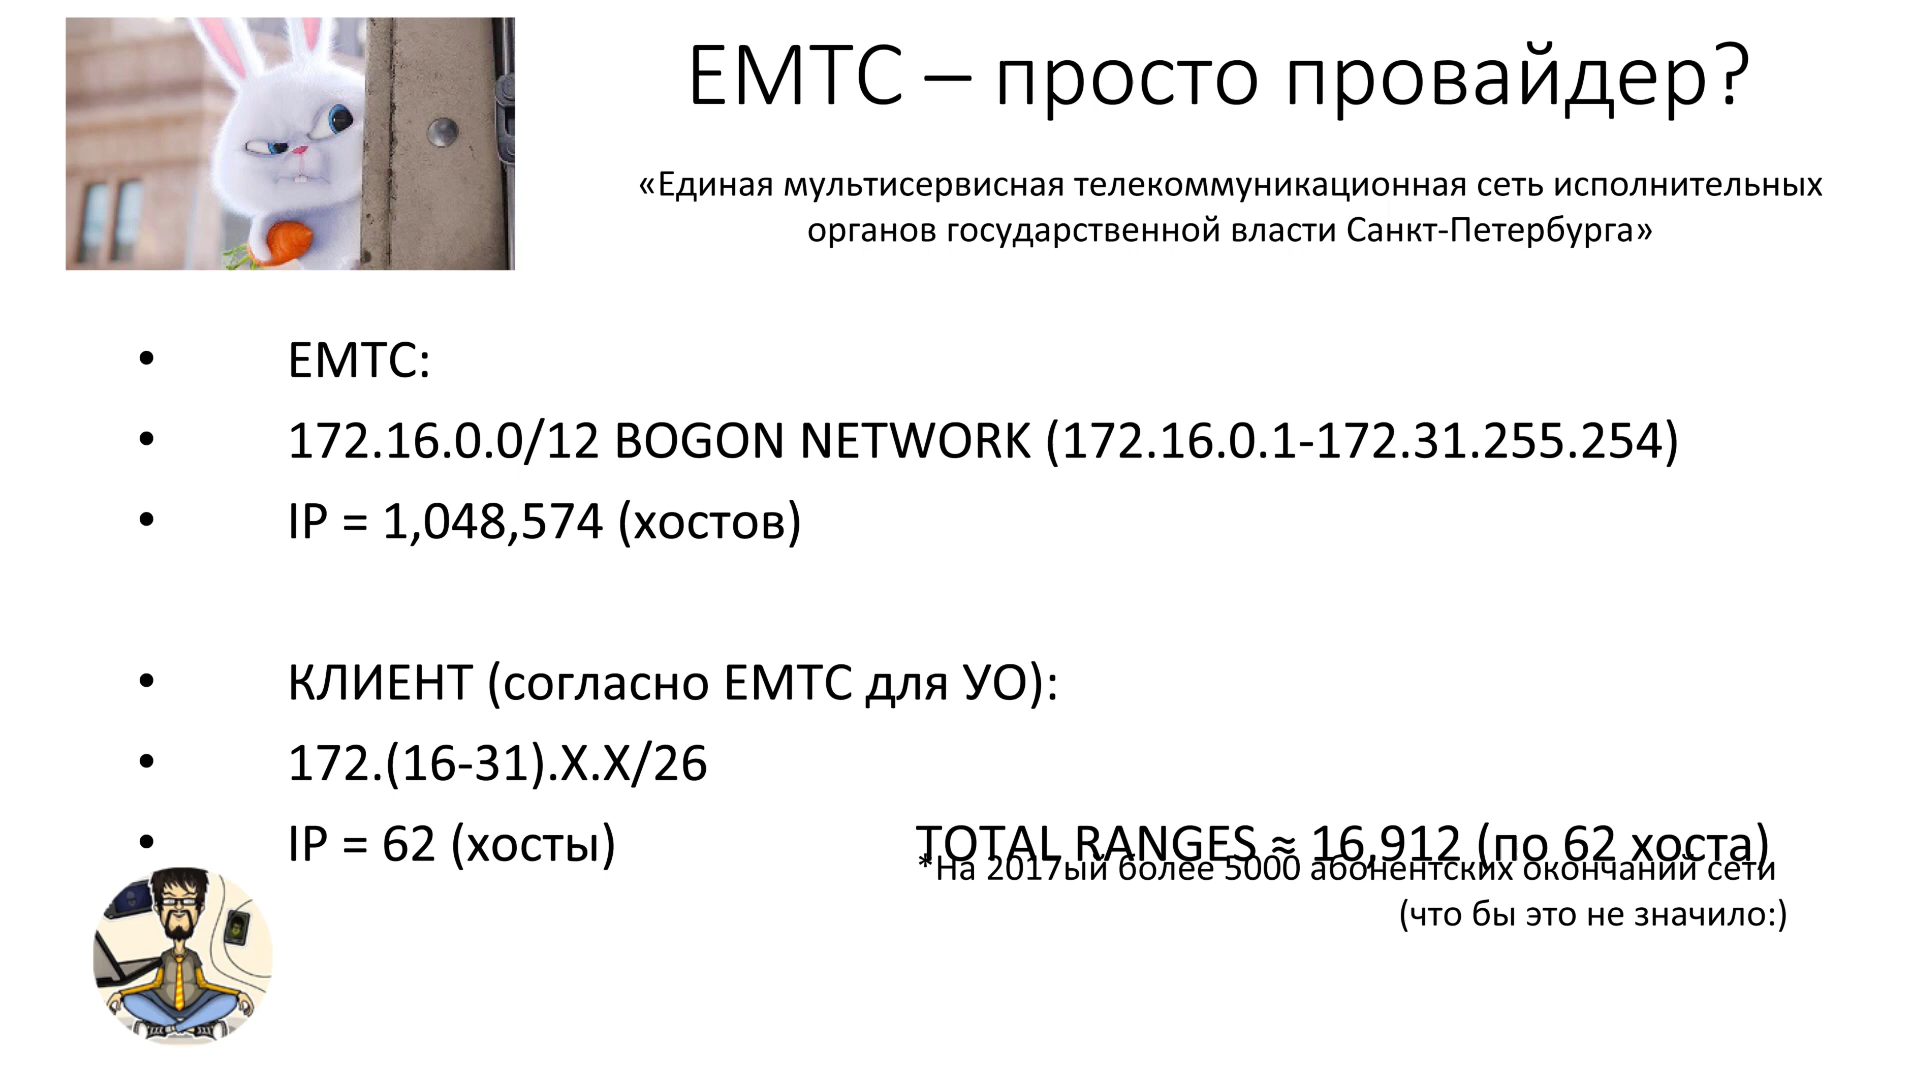 ЕМТС – просто провайдер?
«Единая мультисервисная телекоммуникационная сеть исполнительных
органов государственной власти Санкт-Петербурга»
• ЕМТС:
• 172.16.0.0/12 BOGON NETWORK (172.16.0.1-172.31.255.254)
• IP = 1,048,574 (хостов)
• КЛИЕНТ (согласно ЕМТС для УО):
• 172.(16-31).X.X/26
• IP = 62 (хосты) TOTAL RANGES ≈ 16,912 (по 62 хоста)
*На 2017ый более 5000 абонентских окончаний сети
(что бы это не значило:)